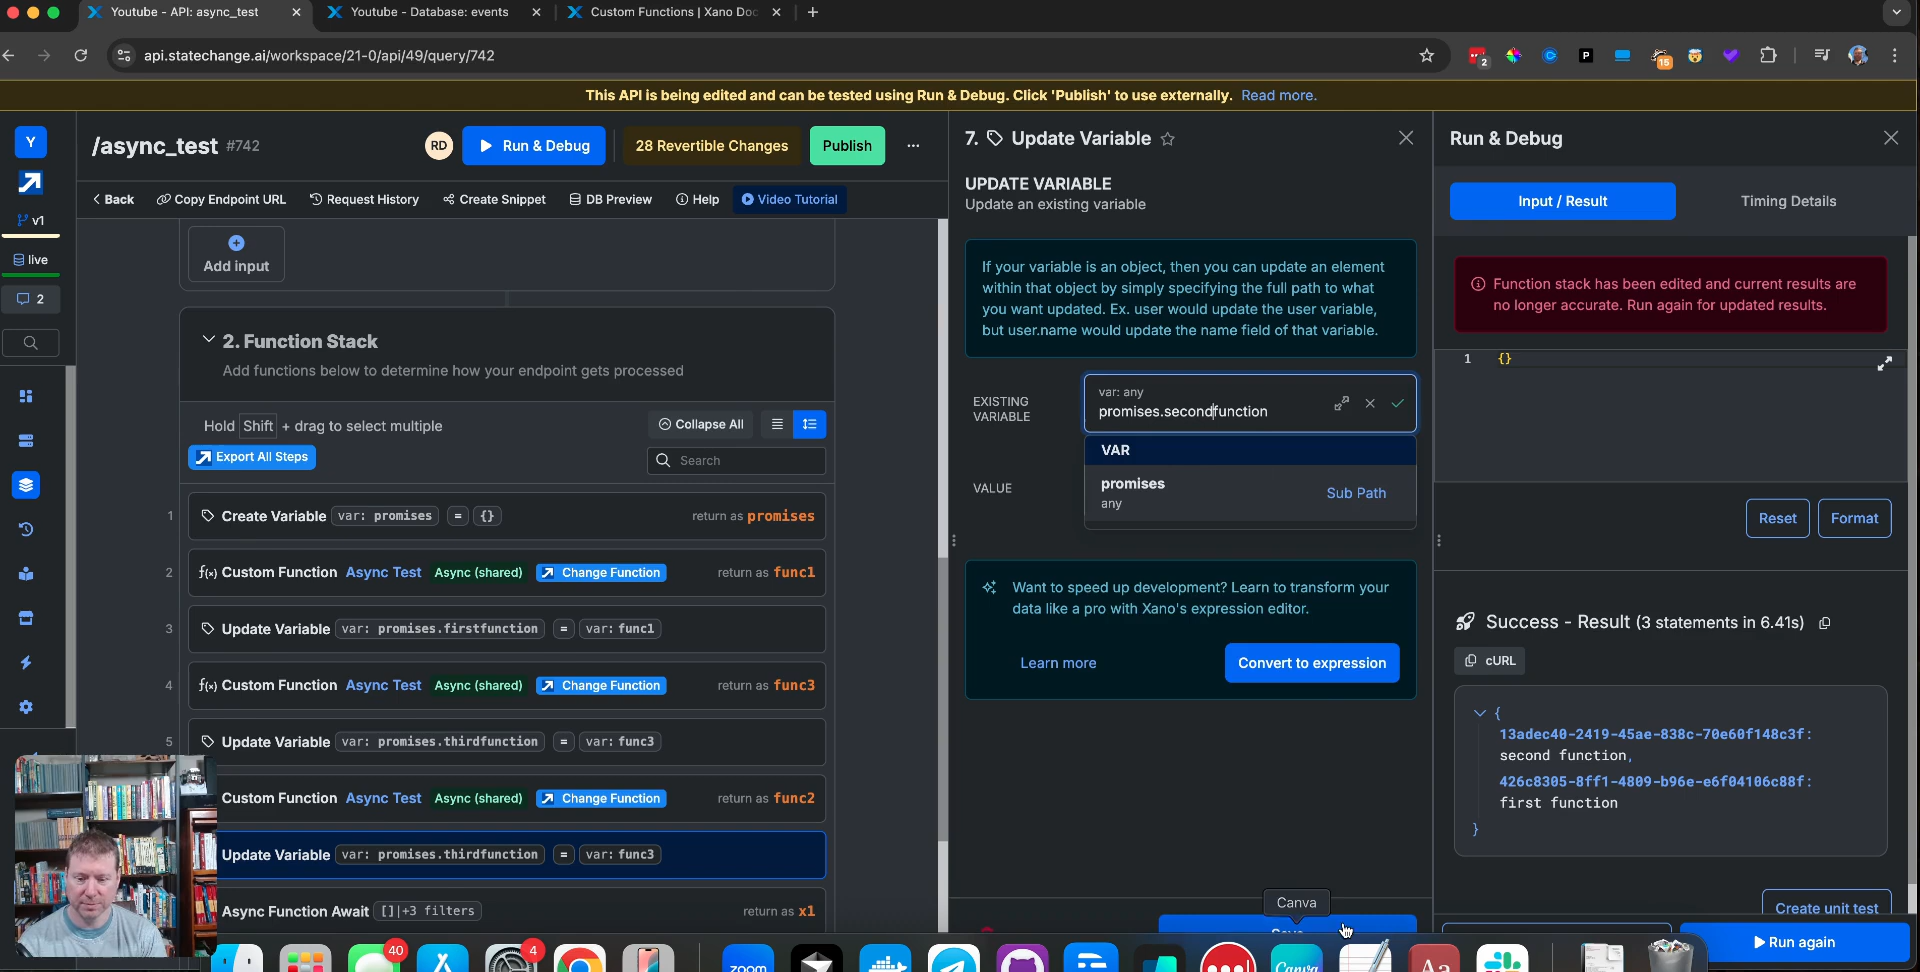 Youtube - API: async_test
Youtube - Database: events
Custom Functions | Xano Doc
api.statechange.ai/workspace/21-0/api/49/query/742
2
P
15
This API is being edited and can be tested using Run & Debug. Click 'Publish' to use externally. Read more.
Y
v1
live
2
/async_test #742
RD
Run & Debug
28 Revertible Changes
Publish
Back
Copy Endpoint URL
Request History
Create Snippet
DB Preview
Help
Video Tutorial
Add input
2. Function Stack
Add functions below to determine how your endpoint gets processed
Hold Shift + drag to select multiple
Collapse All
Export All Steps
Search
1 Create Variable var: promises = {} return as promises
2 f(x) Custom Function Async Test Async (shared) Change Function return as func1
3 Update Variable var: promises.firstfunction = var: func1
4 f(x) Custom Function Async Test Async (shared) Change Function return as func3
5 Update Variable var: promises.thirdfunction = var: func3
Custom Function Async Test Async (shared) Change Function return as func2
Update Variable var: promises.thirdfunction = var: func3
Async Function Await []|+3 filters return as x1
7. Update Variable
UPDATE VARIABLE
Update an existing variable
If your variable is an object, then you can update an element
within that object by simply specifying the full path to what
you want updated. Ex. user would update the user variable,
but user.name would update the name field of that variable.
EXISTING
VARIABLE
var: any
promises.secondfunction
VAR
promises
any
Sub Path
VALUE
Want to speed up development? Learn to transform your
data like a pro with Xano's expression editor.
Learn more
Convert to expression
Canva
Save
Run & Debug
Input / Result
Timing Details
Function stack has been edited and current results are
no longer accurate. Run again for updated results.
1 {}
Reset
Format
Success - Result (3 statements in 6.41s)
cURL
{
13adec40-2419-45ae-838c-70e60f148c3f:
second function,
426c8305-8ff1-4809-b96e-e6f04106c88f:
first function
}
Create unit test
Run again
40
4
zoom
Canva
Aa